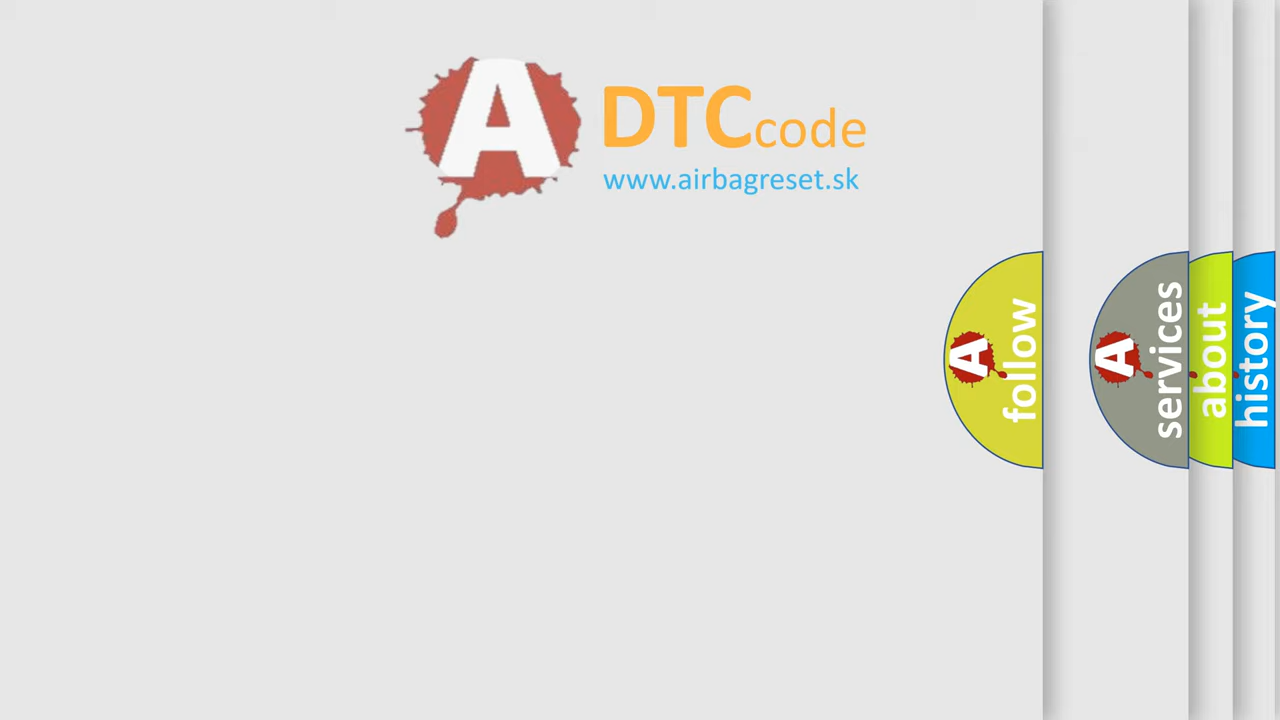 A
DTCcode
www.airbagreset.sk
A
follow
A
services
about
history